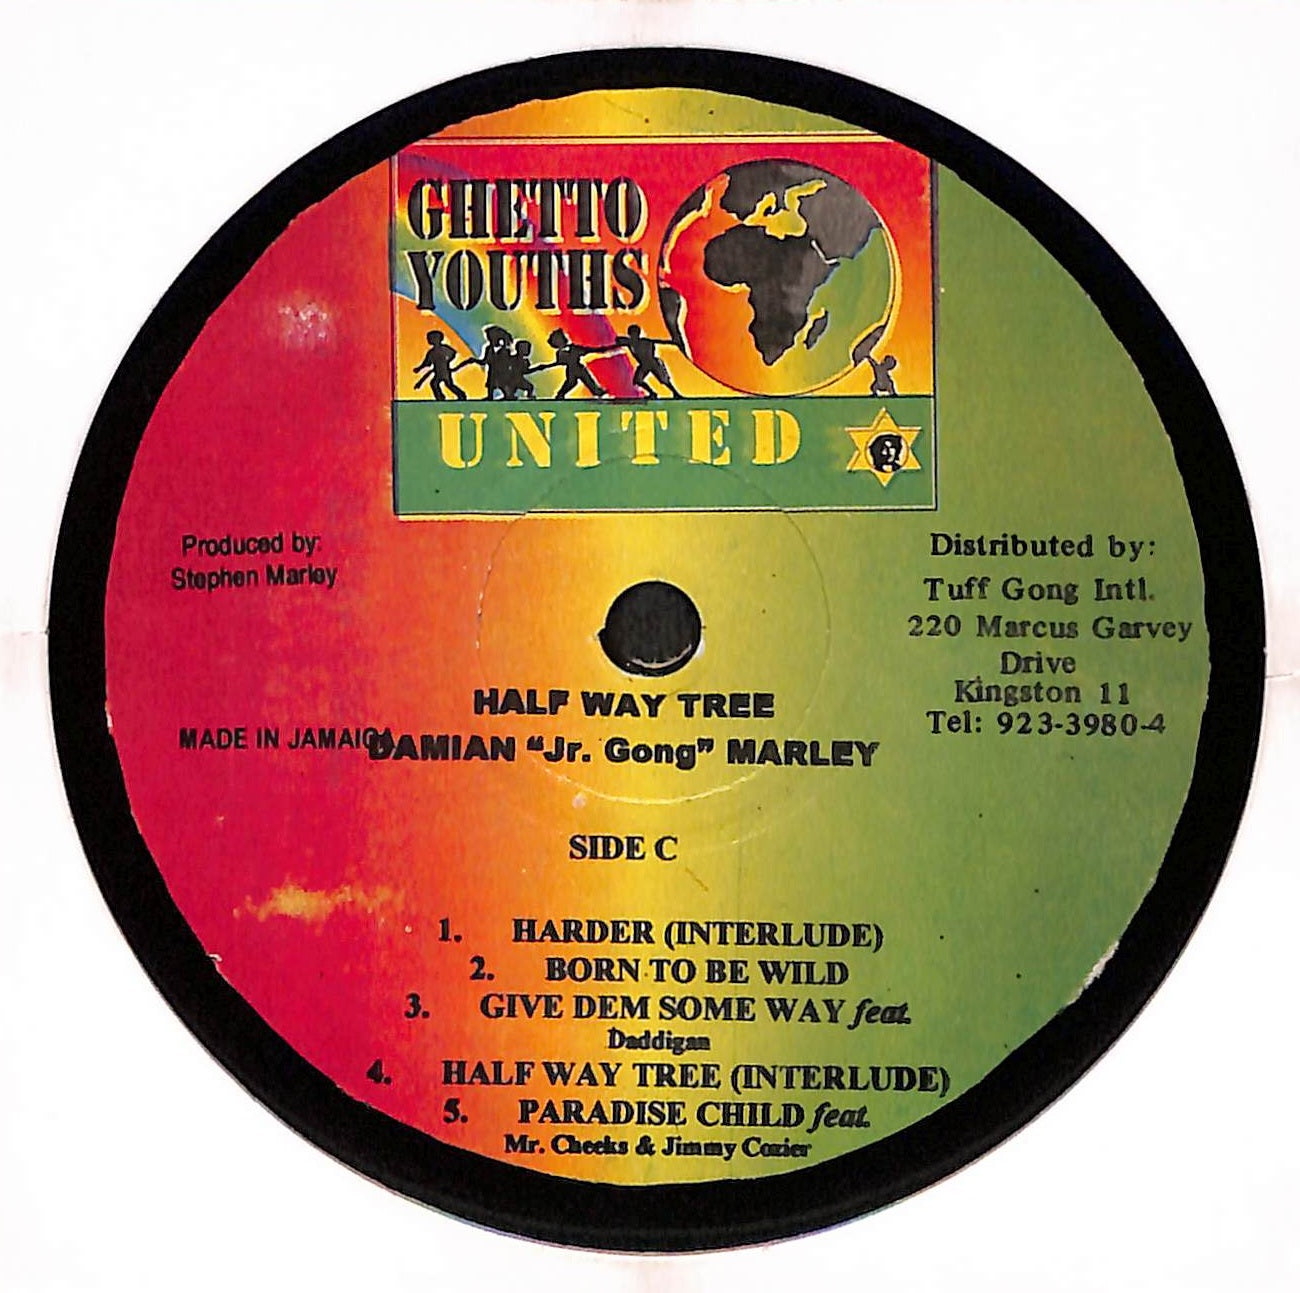 GHETTO
YOUTHS
UNITED
Produced by:
Stephen Marley
Distributed by:
Tuff Gong Intl.
220 Marcus Garvey
Drive
Kingston 11
Tel: 923-3980-4
HALF WAY TREE
MADE IN JAMAICA
DAMIAN "Jr. Gong" MARLEY
SIDE C
1. HARDER (INTERLUDE)
2. BORN TO BE WILD
3. GIVE DEM SOME WAY feat.
Daddigan
4. HALF WAY TREE (INTERLUDE)
5. PARADISE CHILD feat.
Mr. Cheeks & Jimmy Cozier